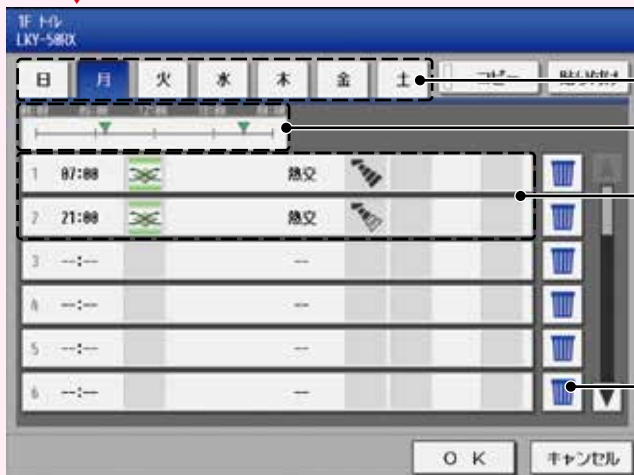 1F トイレ
LKY-50RX
日 月 火 水 木 金 土 コピー 貼り付け
1 07:00 熱交
2 21:00 熱交
3 --:-- --
4 --:-- --
5 --:-- --
6 --:-- --
OK キャンセル